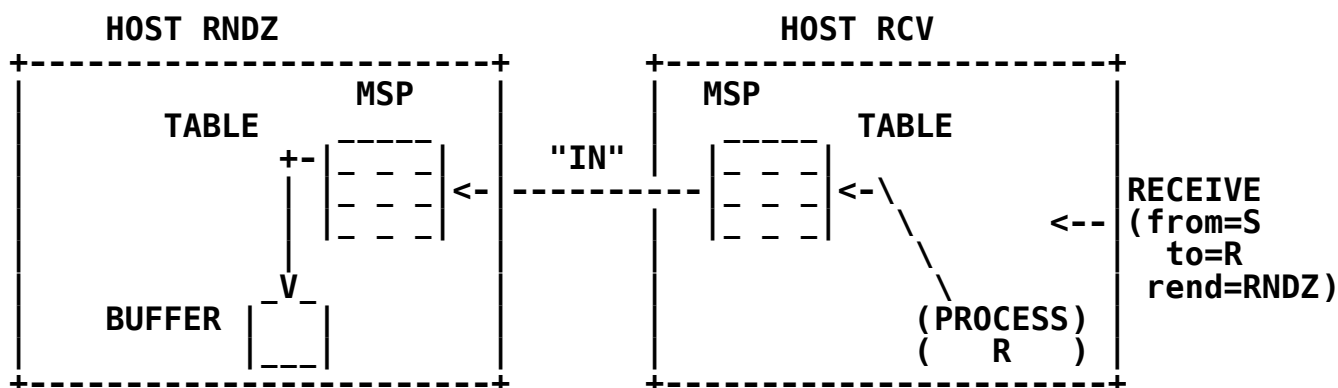 HOST RNDZ HOST RCV
MSP MSP
TABLE TABLE
"IN"
RECEIVE
(from=S
to=R
rend=RNDZ)
BUFFER (PROCESS)
( R )